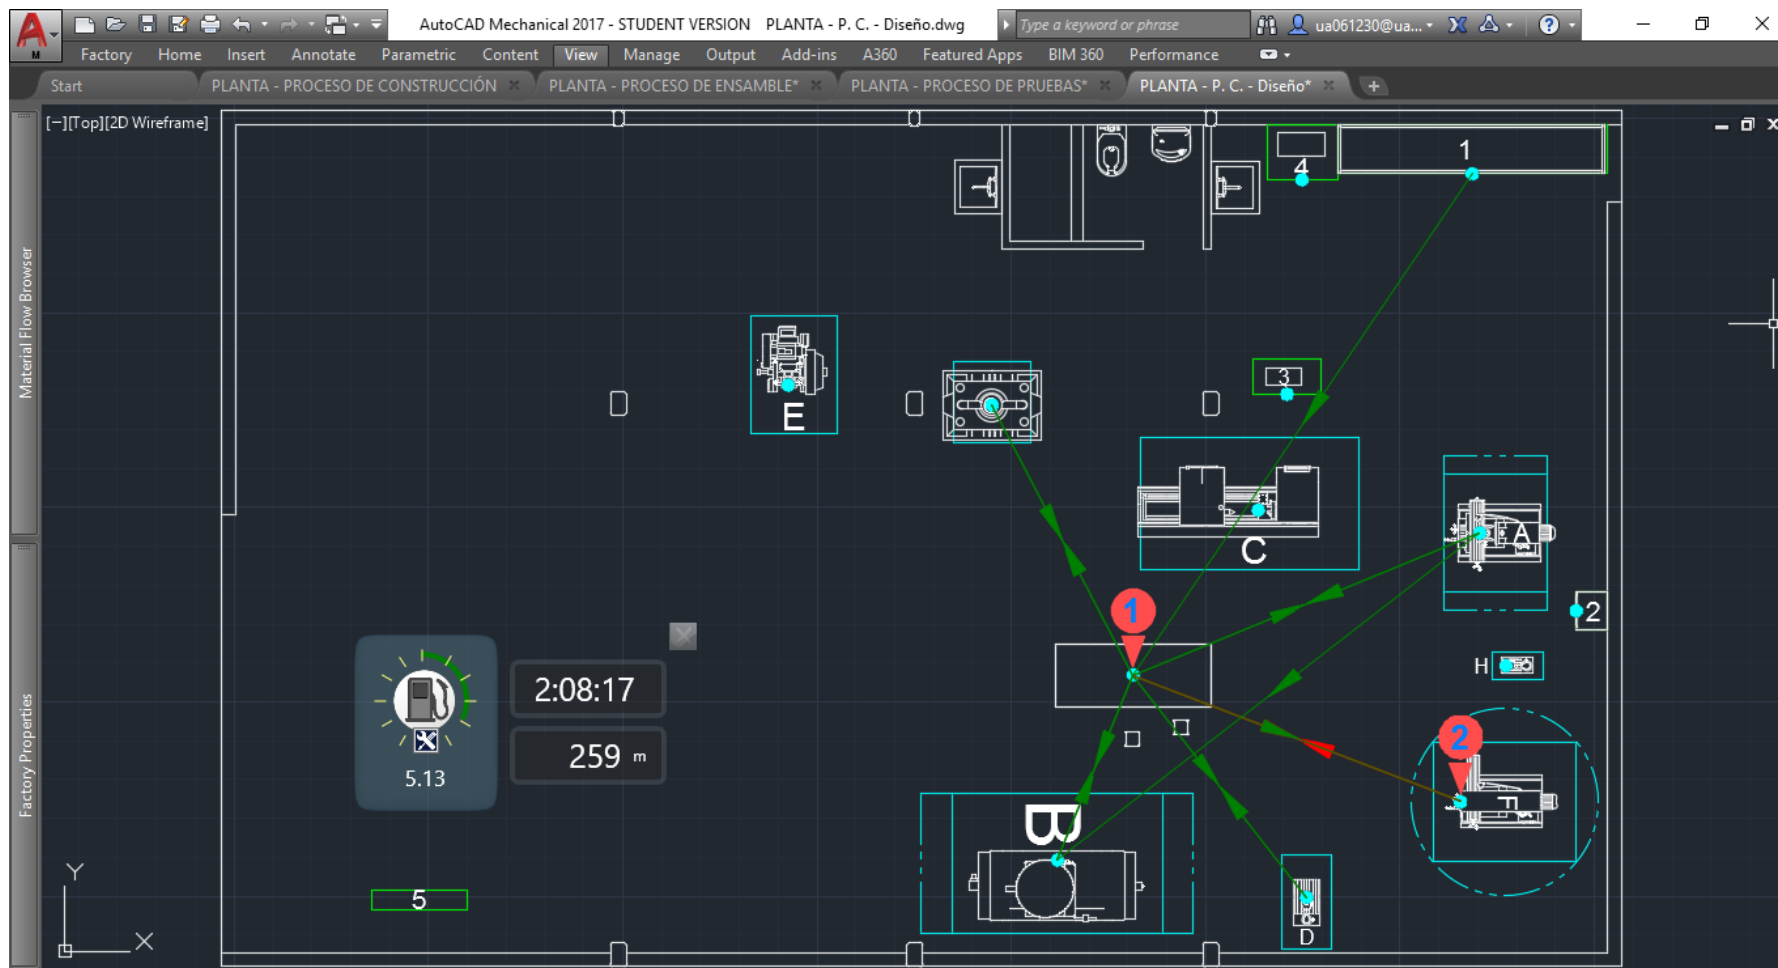 AutoCAD Mechanical 2017 - STUDENT VERSION PLANTA - P. C. - Diseño.dwg
Type a keyword or phrase
ua061230@ua...
M
Factory Home Insert Annotate Parametric Content View Manage Output Add-ins A360 Featured Apps BIM 360 Performance
Start
PLANTA - PROCESO DE CONSTRUCCIÓN
PLANTA - PROCESO DE ENSAMBLE*
PLANTA - PROCESO DE PRUEBAS*
PLANTA - P. C. - Diseño*
[−][Top][2D Wireframe]
Material Flow Browser
Factory Properties
1
4
3
E
A
C
1
2
H
2
2:08:17
259 m
5.13
F
B
5
D
Y
X